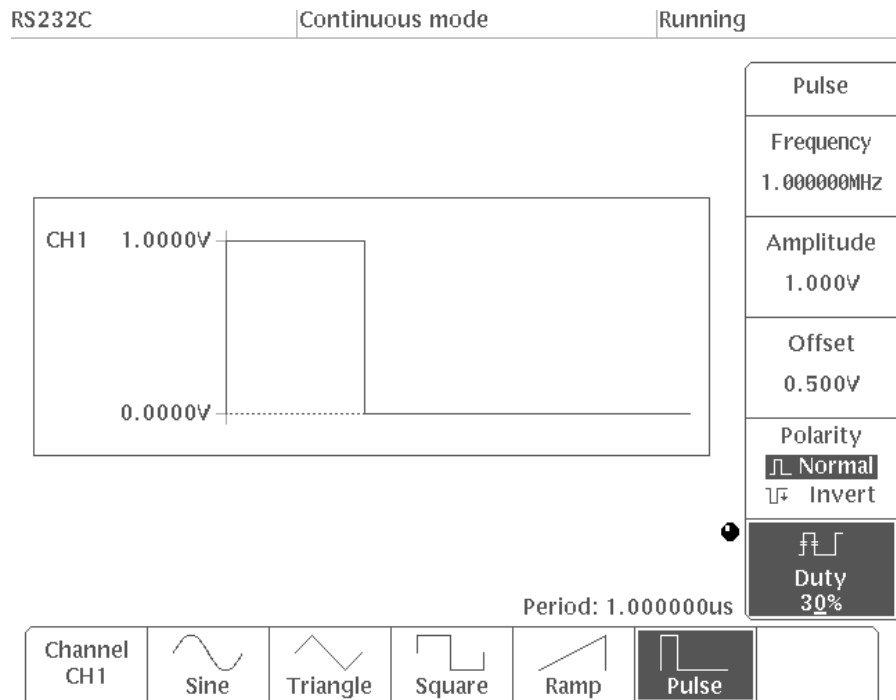 RS232C Continuous mode Running
Pulse
Frequency
1.000000MHz
Amplitude
1.000V
Offset
0.500V
Polarity
Normal
Invert
Duty
30%
CH1 1.0000V
0.0000V
Period: 1.000000us
Channel
CH1
Sine
Triangle
Square
Ramp
Pulse